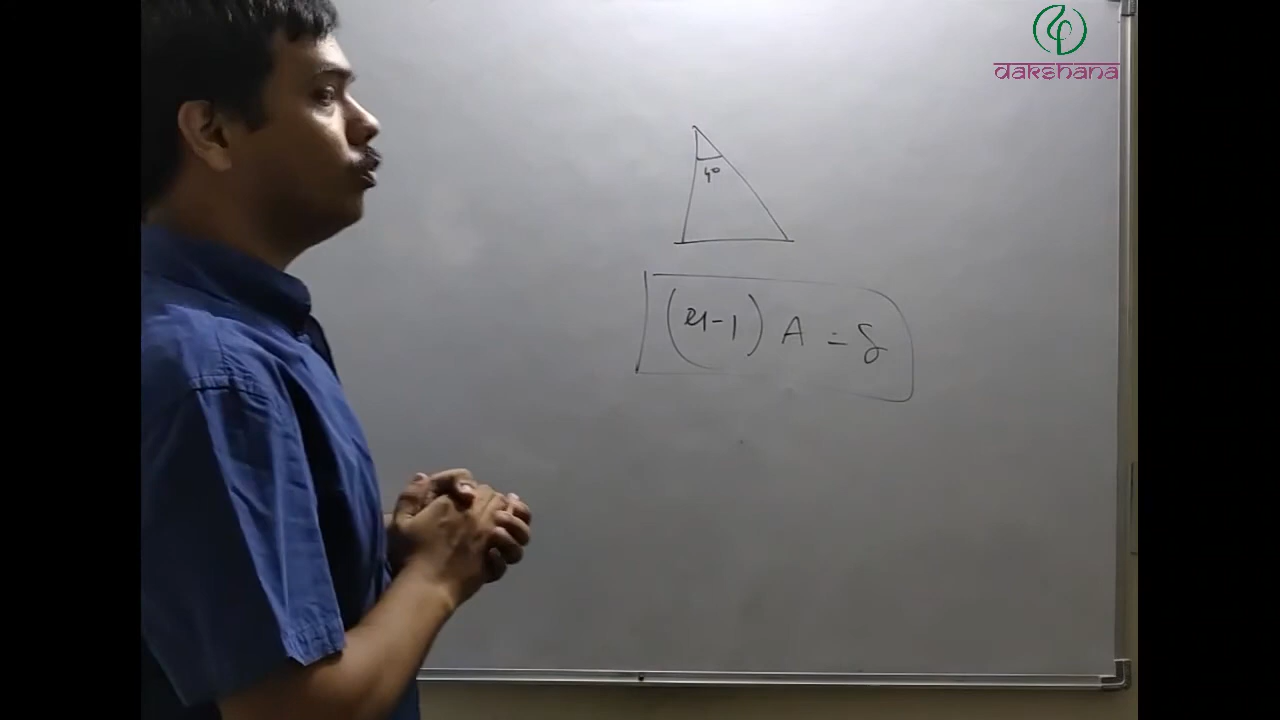 dakshana
4°
(μ-1) A = δ